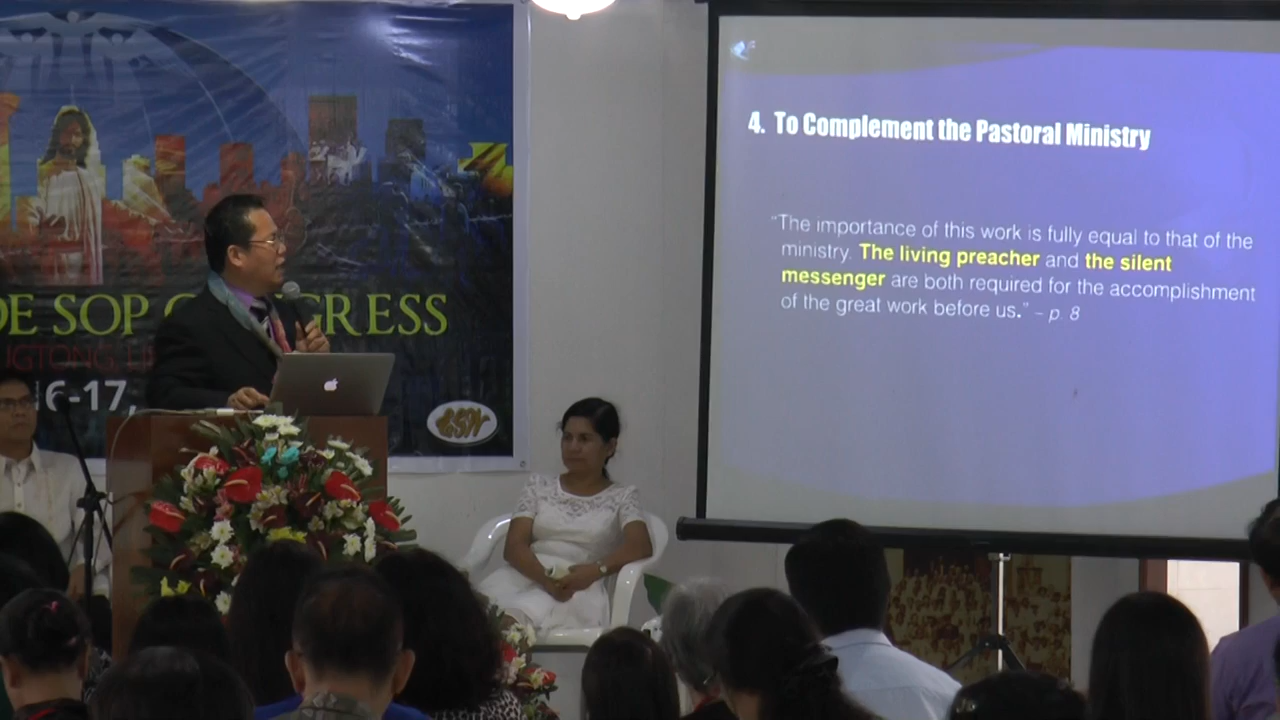 4. To Complement the Pastoral Ministry
"The importance of this work is fully equal to that of the
ministry. The living preacher and the silent
messenger are both required for the accomplishment
of the great work before us." – p. 8
DE SOP GRESS
16-17,